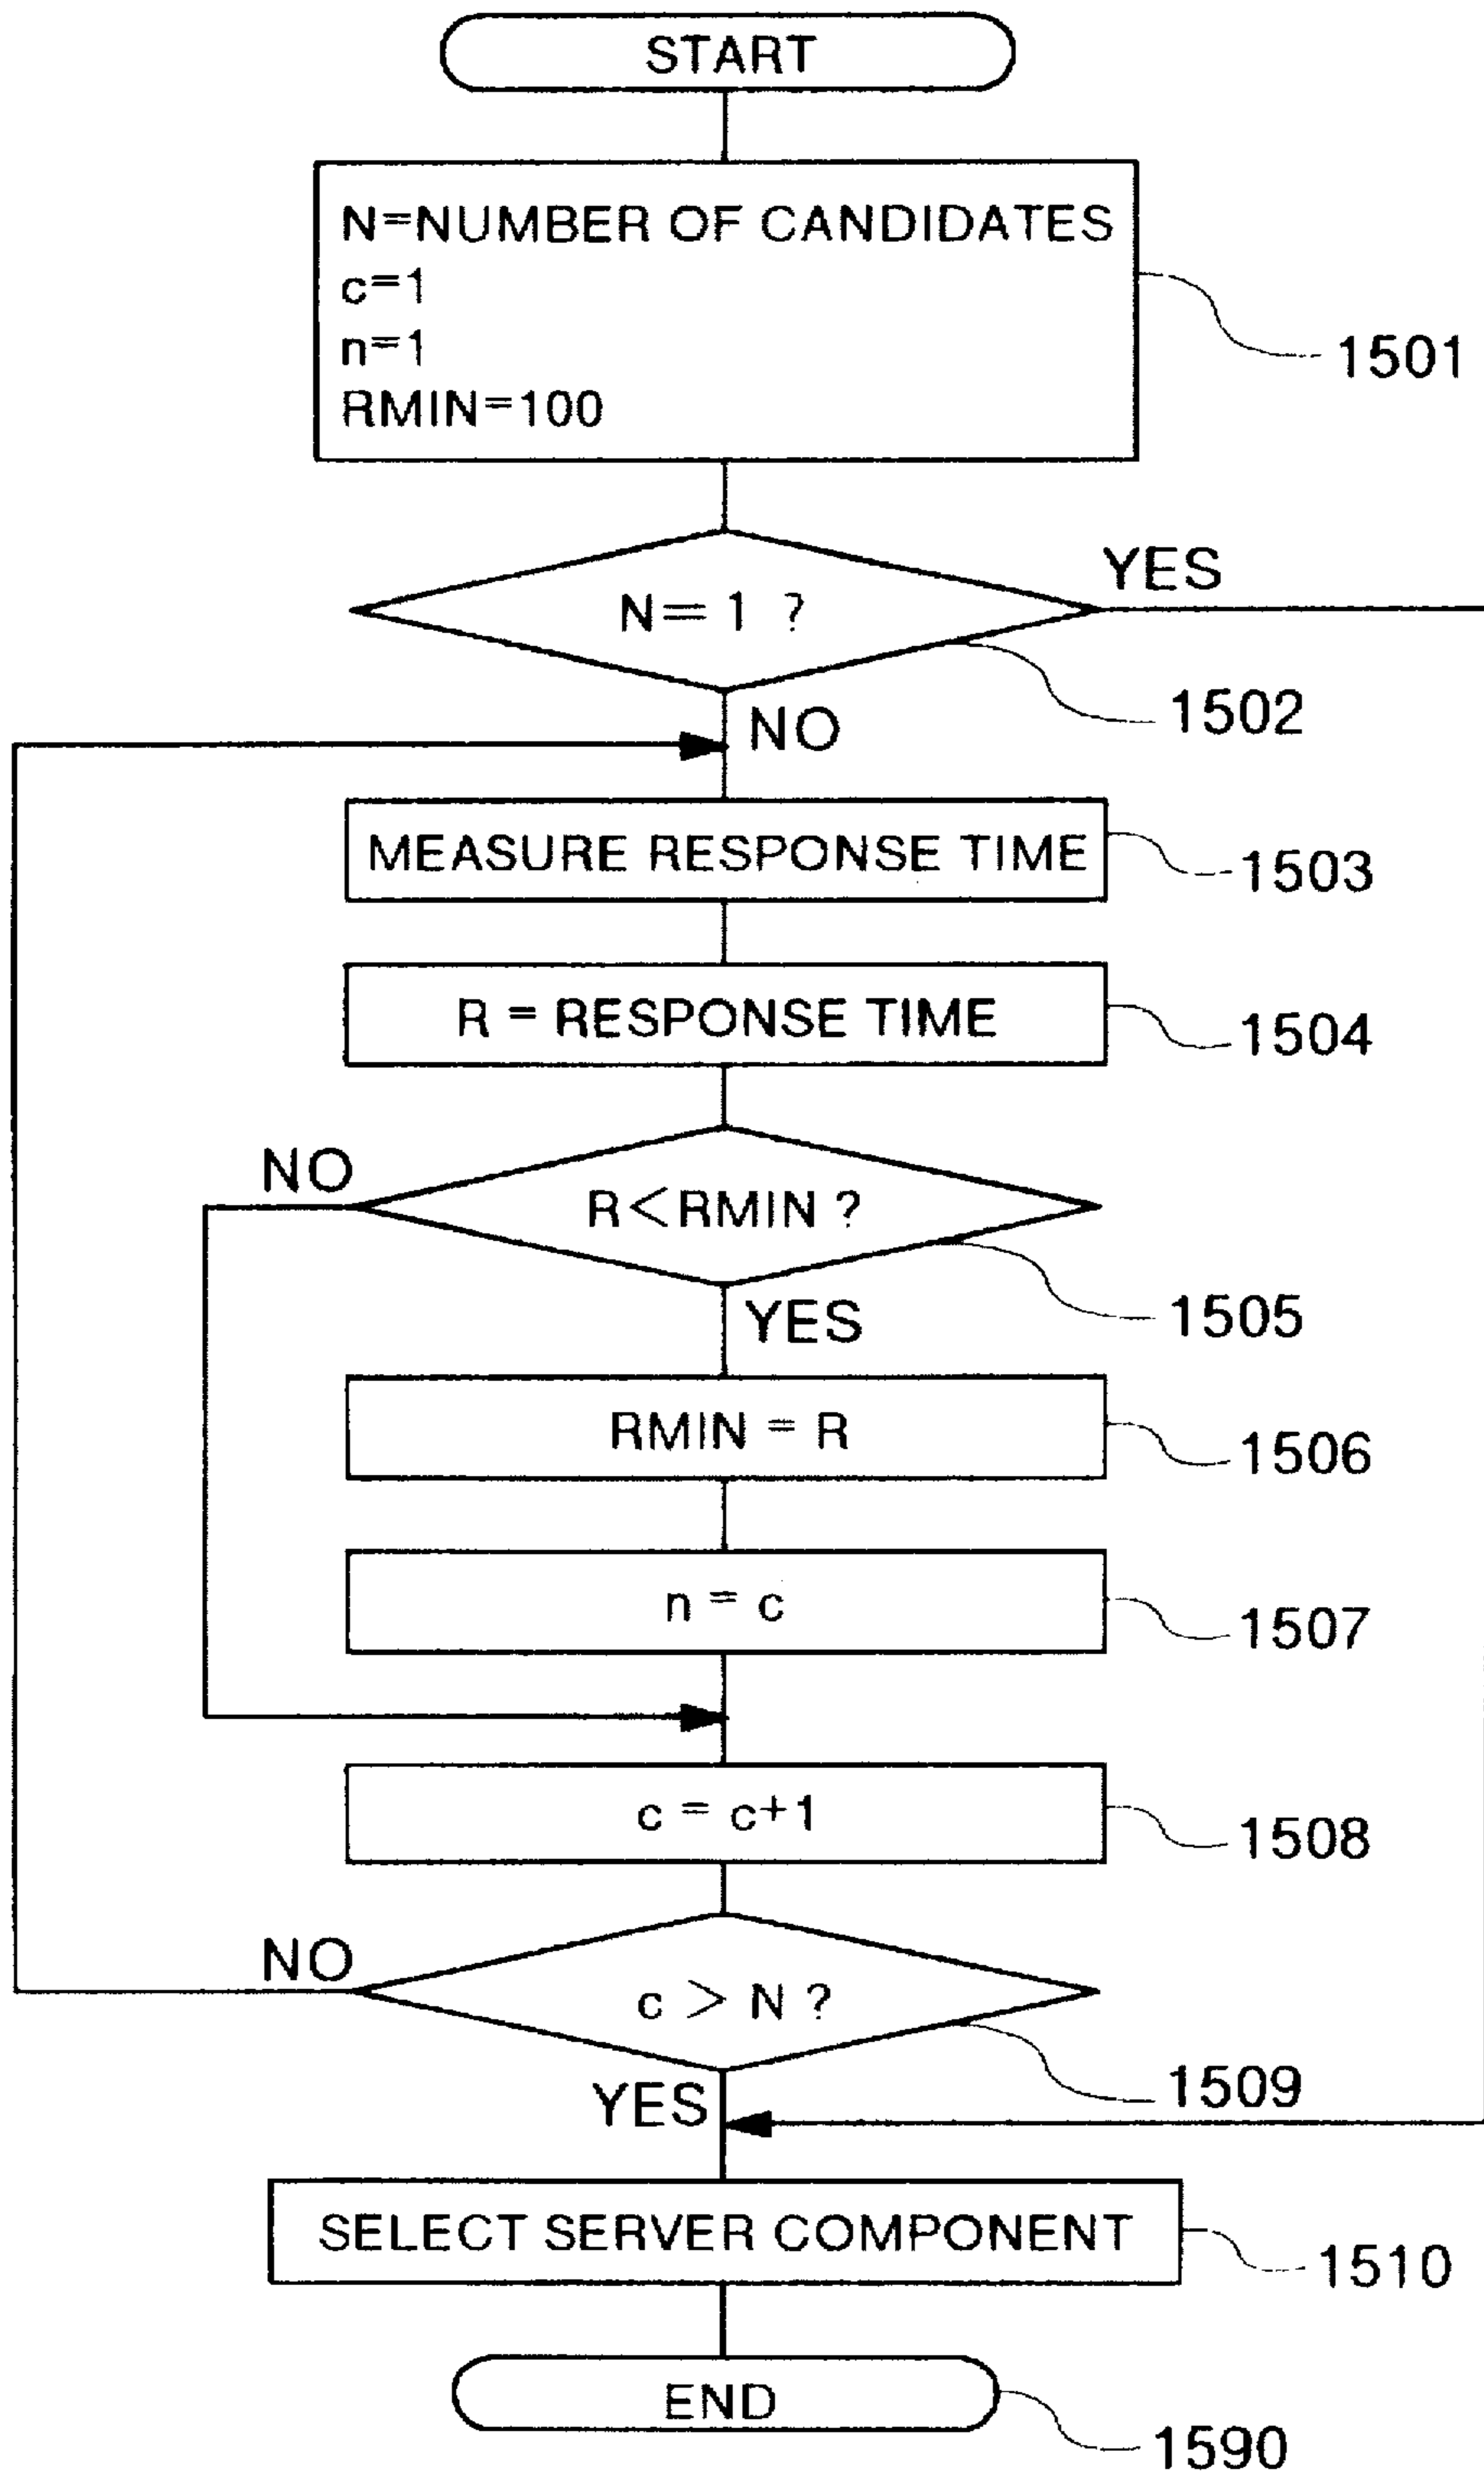 START
N=NUMBER OF CANDIDATES
c=1
n=1
RMIN=100
1501
YES
N=1 ?
1502
NO
MEASURE RESPONSE TIME
1503
R = RESPONSE TIME
1504
NO
R<RMIN ?
1505
YES
RMIN = R
1506
n = c
1507
c = c+1
1508
NO
c > N ?
1509
YES
SELECT SERVER COMPONENT
1510
END
1590